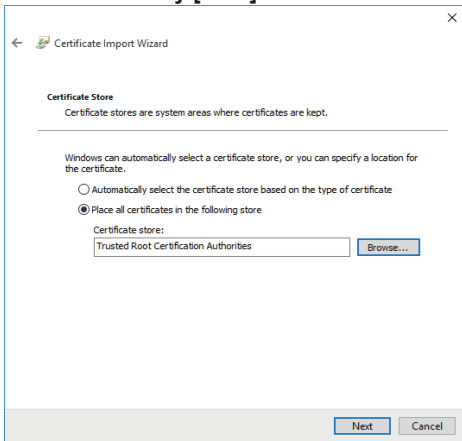 Certificate Import Wizard
Certificate Store
Certificate stores are system areas where certificates are kept.
Windows can automatically select a certificate store, or you can specify a location for
the certificate.
Automatically select the certificate store based on the type of certificate
Place all certificates in the following store
Certificate store:
Trusted Root Certification Authorities
Browse...
Next
Cancel